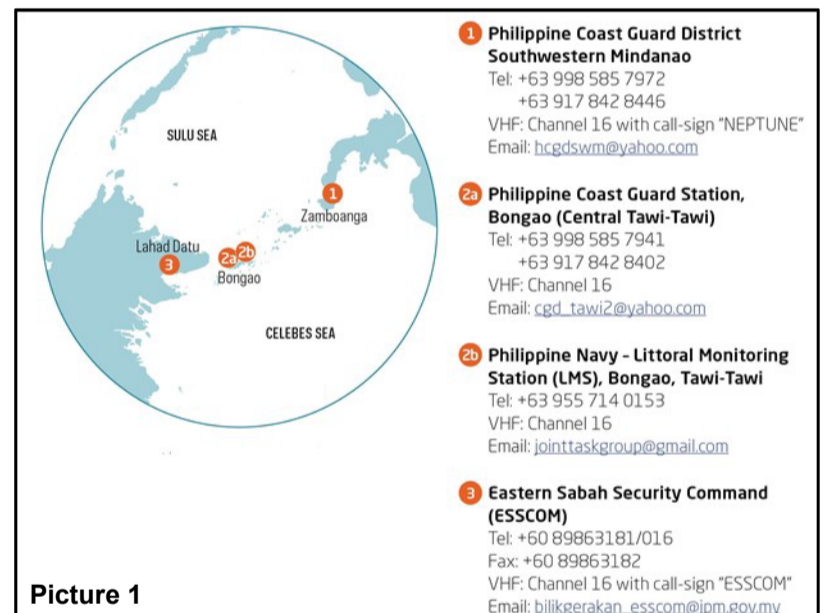 SULU SEA
1
Zamboanga
Lahad Datu
3
2a
2b
Bongao
CELEBES SEA
Picture 1
1 Philippine Coast Guard District
Southwestern Mindanao
Tel: +63 998 585 7972
+63 917 842 8446
VHF: Channel 16 with call-sign "NEPTUNE"
Email: hcgdswm@yahoo.com
2a Philippine Coast Guard Station,
Bongao (Central Tawi-Tawi)
Tel: +63 998 585 7941
+63 917 842 8402
VHF: Channel 16
Email: cgd_tawi2@yahoo.com
2b Philippine Navy - Littoral Monitoring
Station (LMS), Bongao, Tawi-Tawi
Tel: +63 955 714 0153
VHF: Channel 16
Email: jointtaskgroup@gmail.com
3 Eastern Sabah Security Command
(ESSCOM)
Tel: +60 89863181/016
Fax: +60 89863182
VHF: Channel 16 with call-sign "ESSCOM"
Email: bilikgerakan_esscom@jpm.gov.my